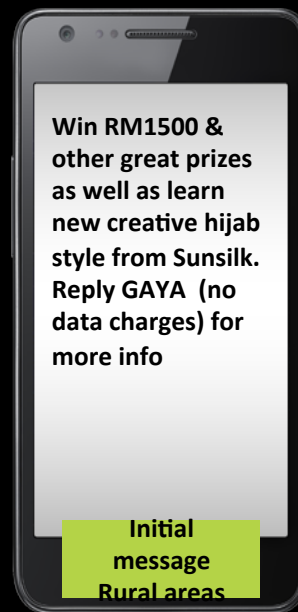 Win RM1500 &
other great prizes
as well as learn
new creative hijab
style from Sunsilk.
Reply GAYA  (no
data charges) for
more info
Initial
message
Rural areas